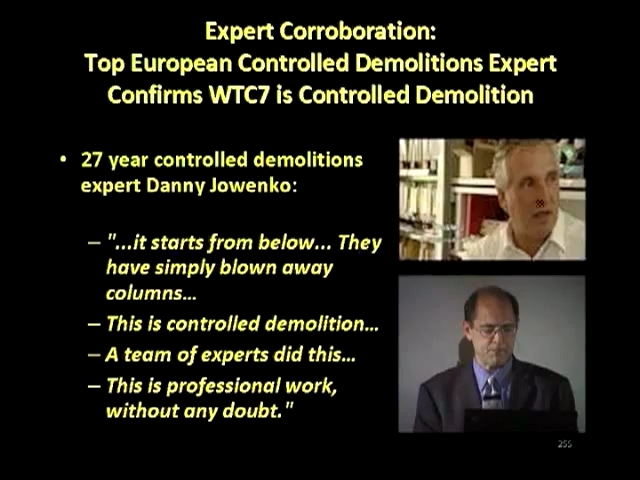 Expert Corroboration:
Top European Controlled Demolitions Expert
Confirms WTC7 is Controlled Demolition
• 27 year controlled demolitions
expert Danny Jowenko:
– "...it starts from below... They
have simply blown away
columns...
– This is controlled demolition...
– A team of experts did this...
– This is professional work,
without any doubt."
255